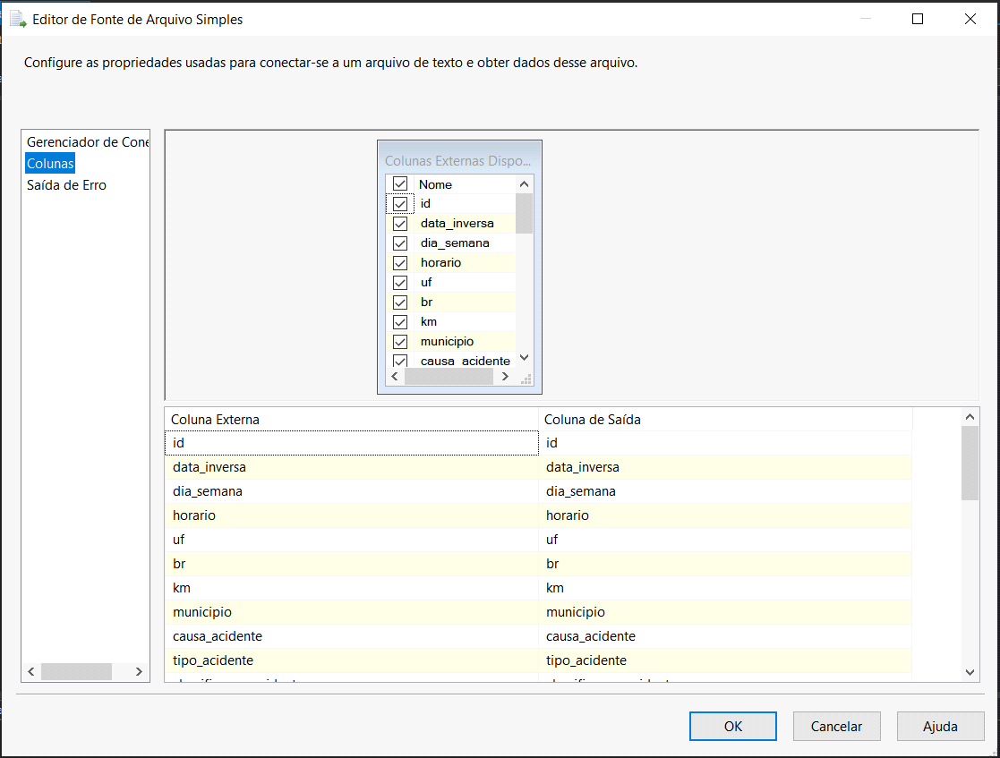 Editor de Fonte de Arquivo Simples
Configure as propriedades usadas para conectar-se a um arquivo de texto e obter dados desse arquivo.
Gerenciador de Cone
Colunas
Saída de Erro
Colunas Externas Dispo...
Nome
id
data_inversa
dia_semana
horario
uf
br
km
municipio
causa_acidente
Coluna Externa Coluna de Saída
id id
data_inversa data_inversa
dia_semana dia_semana
horario horario
uf uf
br br
km km
municipio municipio
causa_acidente causa_acidente
tipo_acidente tipo_acidente
OK Cancelar Ajuda